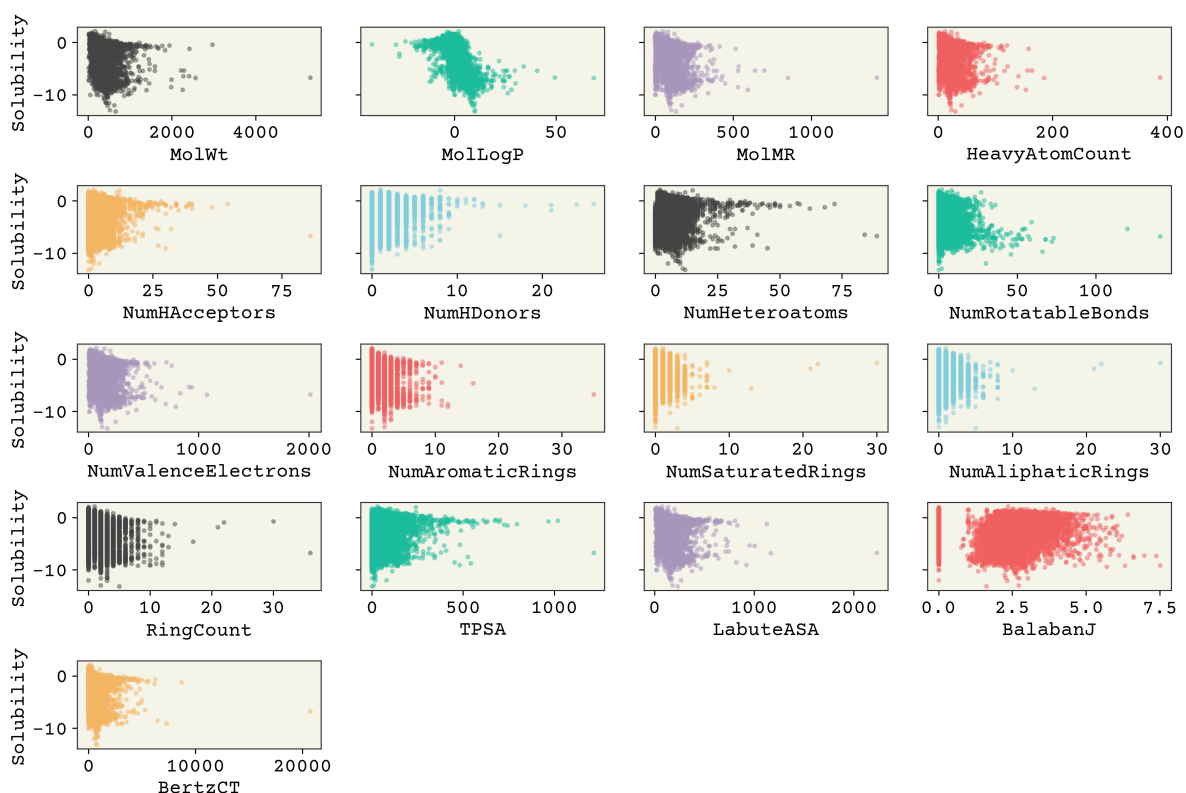 Solubility
0
−10
0 2000 4000
MolWt
0 50
MolLogP
0 500 1000
MolMR
0 200 400
HeavyAtomCount
Solubility
0
−10
0 25 50 75
NumHAcceptors
0 10 20
NumHDonors
0 25 50 75
NumHeteroatoms
0 50 100
NumRotatableBonds
Solubility
0
−10
0 1000 2000
NumValenceElectrons
0 10 20 30
NumAromaticRings
0 10 20 30
NumSaturatedRings
0 10 20 30
NumAliphaticRings
Solubility
0
−10
0 10 20 30
RingCount
0 500 1000
TPSA
0 1000 2000
LabuteASA
0.0 2.5 5.0 7.5
BalabanJ
Solubility
0
−10
0 10000 20000
BertzCT